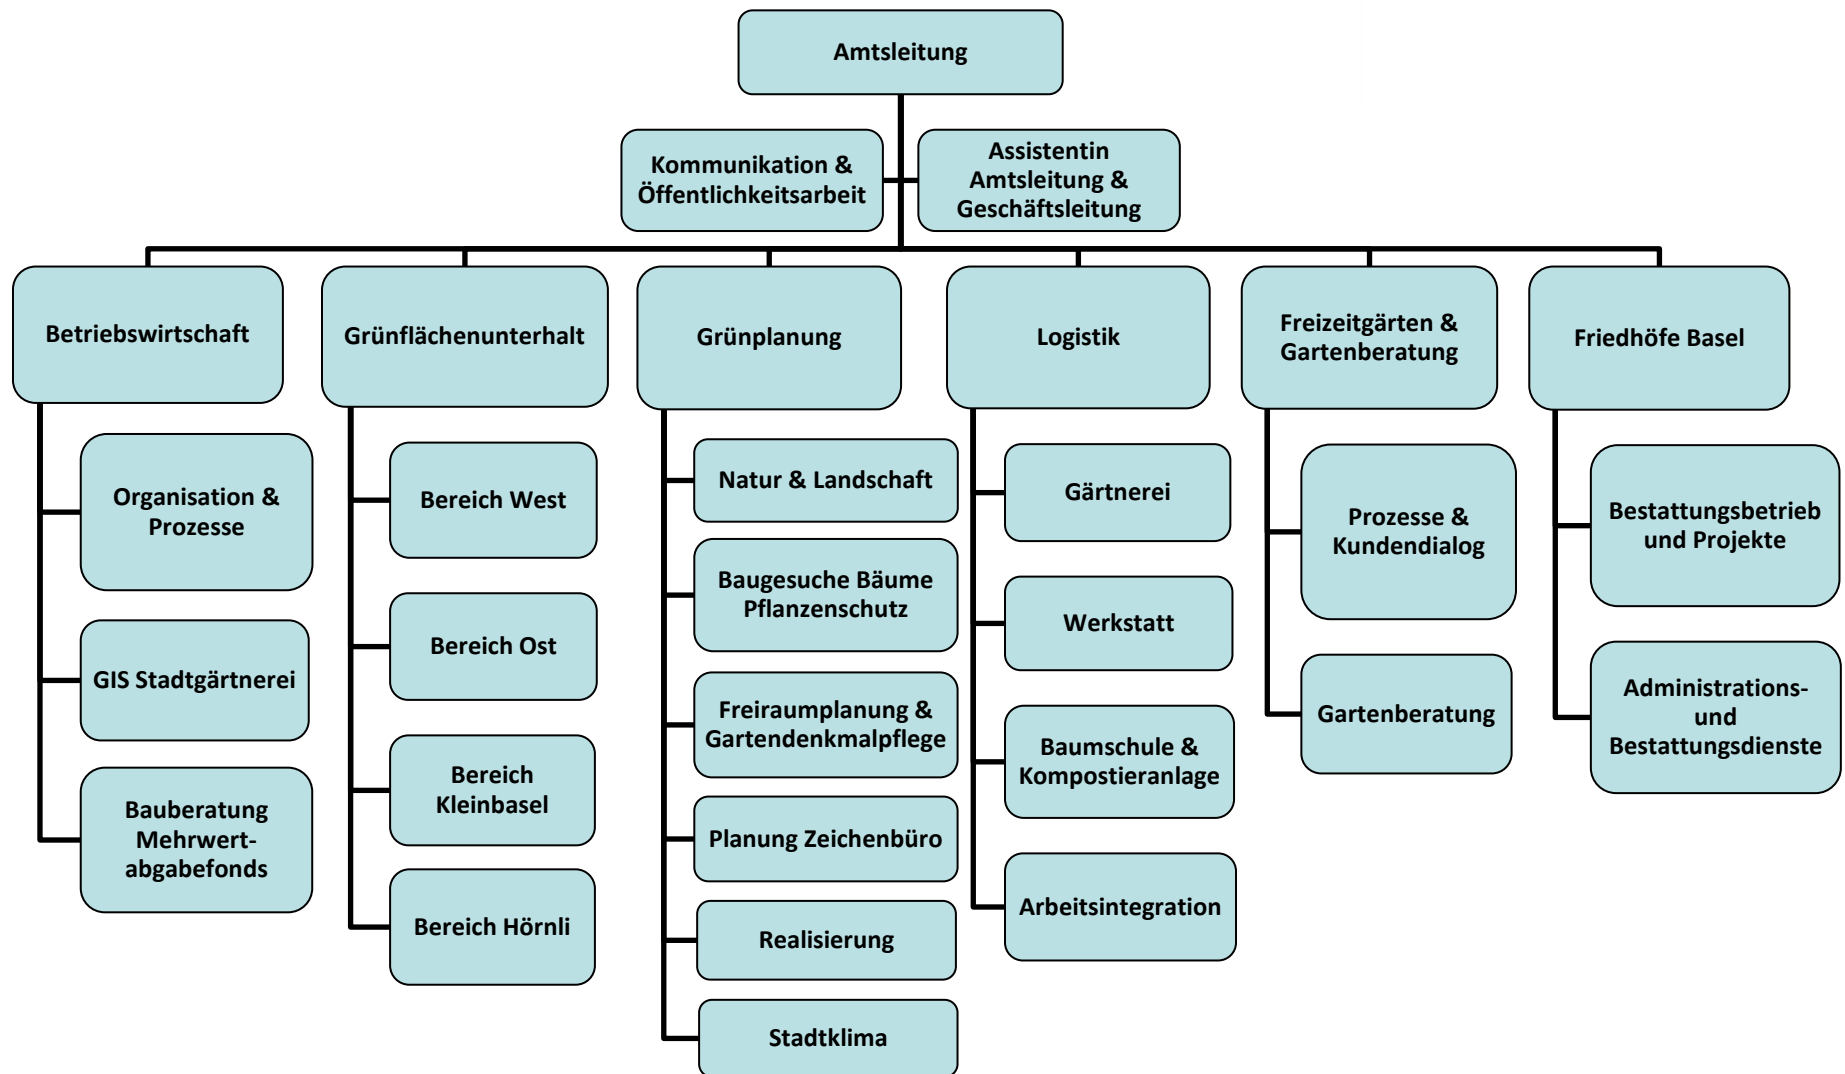 Amtsleitung
Kommunikation &
Öffentlichkeitsarbeit
Assistentin
Amtsleitung &
Geschäftsleitung
Betriebswirtschaft
Organisation &
Prozesse
GIS Stadtgärtnerei
Bauberatung
Mehrwert-
abgabefonds
Grünflächenunterhalt
Bereich West
Bereich Ost
Bereich
Kleinbasel
Bereich Hörnli
Grünplanung
Natur & Landschaft
Baugesuche Bäume
Pflanzenschutz
Freiraumplanung &
Gartendenkmalpflege
Planung Zeichenbüro
Realisierung
Stadtklima
Logistik
Gärtnerei
Werkstatt
Baumschule &
Kompostieranlage
Arbeitsintegration
Freizeitgärten &
Gartenberatung
Prozesse &
Kundendialog
Gartenberatung
Friedhöfe Basel
Bestattungsbetrieb
und Projekte
Administrations-
und
Bestattungsdienste